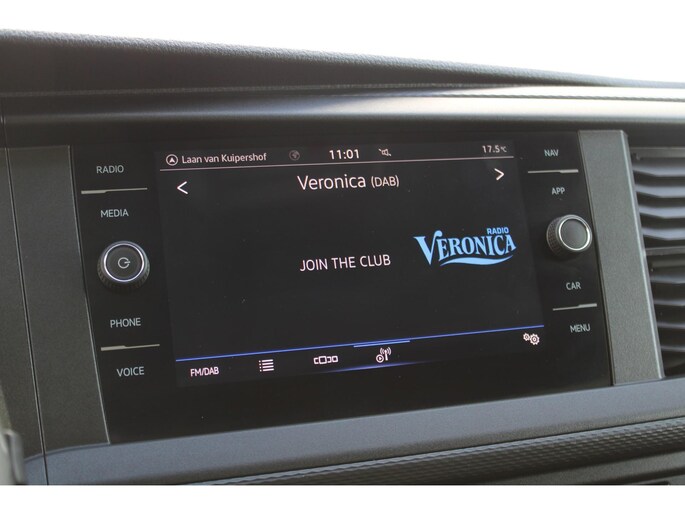 Laan van Kuipershof 11:01 17.5°C
Veronica (DAB)
JOIN THE CLUB
RADIO
VERONICA
FM/DAB
RADIO
MEDIA
PHONE
VOICE
NAV
APP
CAR
MENU